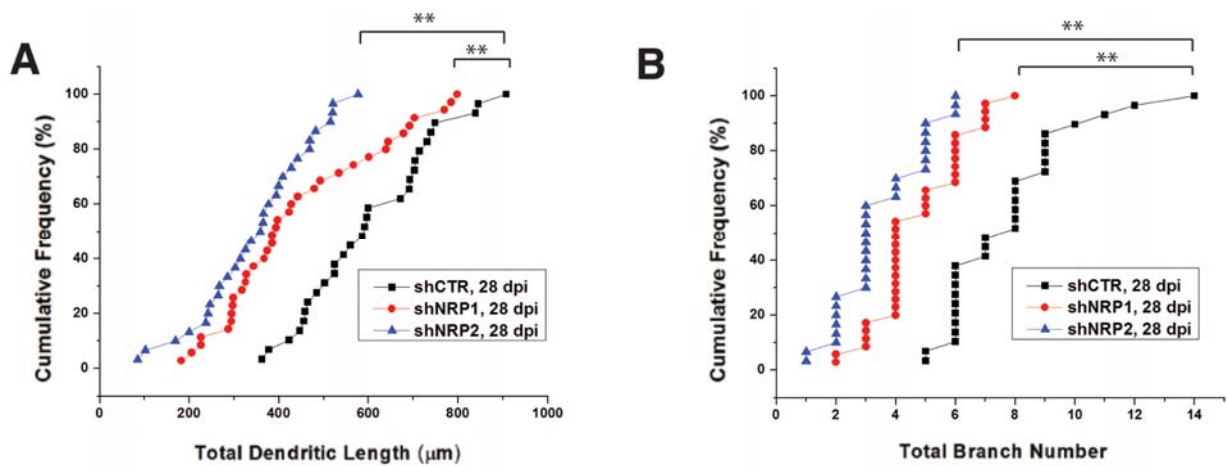 **
**
A
Cumulative Frequency (%)
100
80
60
40
20
0
shCTR, 28 dpi
shNRP1, 28 dpi
shNRP2, 28 dpi
0 200 400 600 800 1000
Total Dendritic Length (μm)
**
**
B
Cumulative Frequency (%)
100
80
60
40
20
0
shCTR, 28 dpi
shNRP1, 28 dpi
shNRP2, 28 dpi
0 2 4 6 8 10 12 14
Total Branch Number